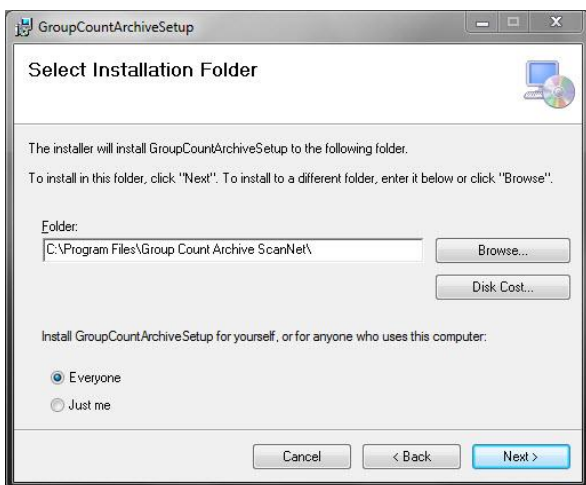 GroupCountArchiveSetup
Select Installation Folder
The installer will install GroupCountArchiveSetup to the following folder.
To install in this folder, click "Next". To install to a different folder, enter it below or click "Browse".
Folder:
C:\Program Files\Group Count Archive ScanNet\
Browse...
Disk Cost...
Install GroupCountArchiveSetup for yourself, or for anyone who uses this computer:
Everyone
Just me
Cancel
< Back
Next >